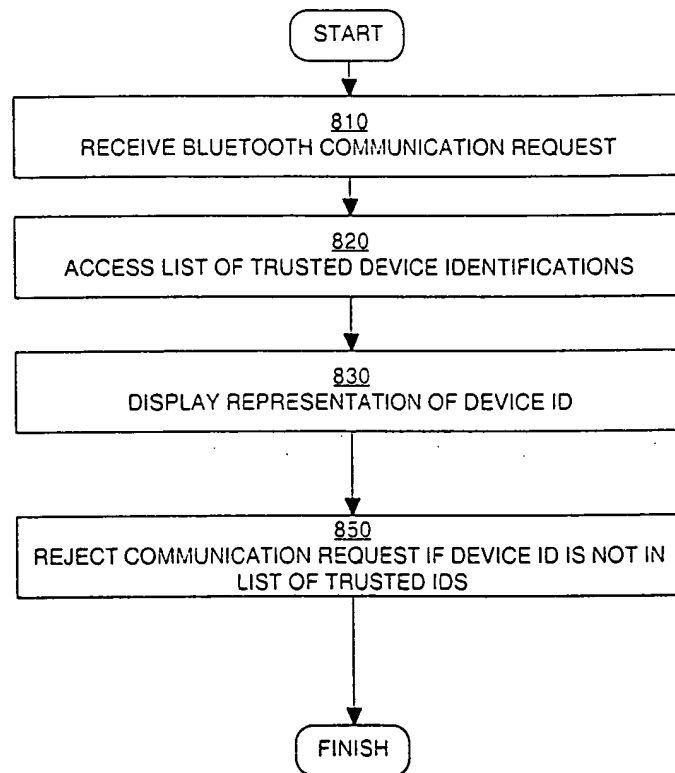 START
810
RECEIVE BLUETOOTH COMMUNICATION REQUEST
820
ACCESS LIST OF TRUSTED DEVICE IDENTIFICATIONS
830
DISPLAY REPRESENTATION OF DEVICE ID
850
REJECT COMMUNICATION REQUEST IF DEVICE ID IS NOT IN
LIST OF TRUSTED IDS
FINISH